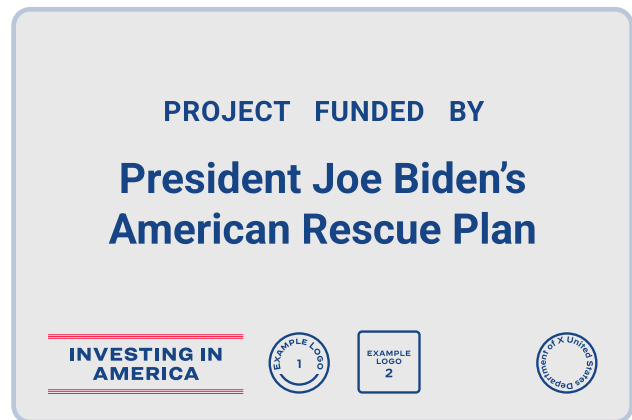 PROJECT FUNDED BY
President Joe Biden’s
American Rescue Plan
INVESTING IN
AMERICA
EXAMPLE LOGO
1
EXAMPLE
LOGO
2
Department of X United States